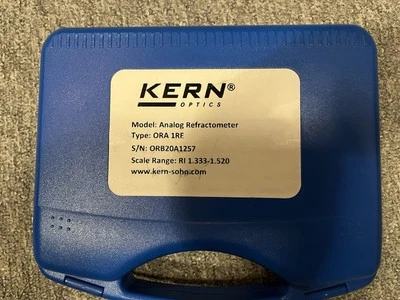 KERN®
OPTICS
Model: Analog Refractometer
Type: ORA 1RE
S/N: ORB20A1257
Scale Range: RI 1.333-1.520
www.kern-sohn.com